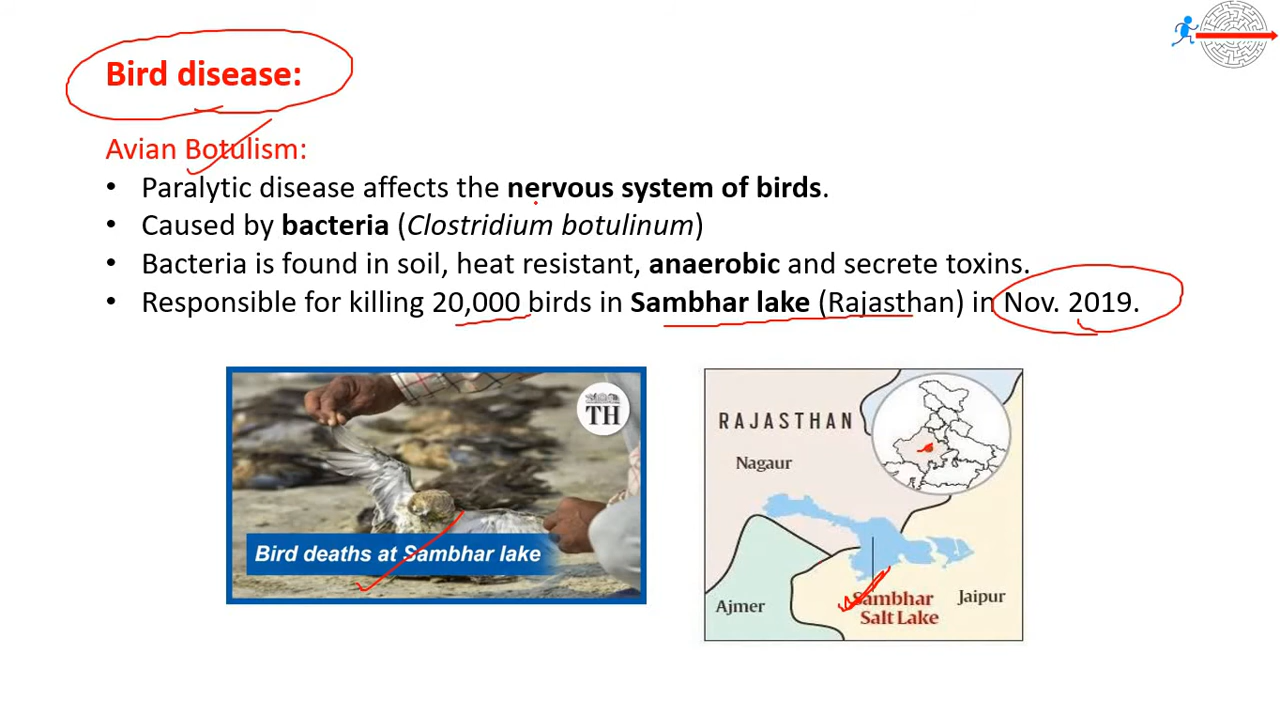 Bird disease:
Avian Botulism:
• Paralytic disease affects the nervous system of birds.
• Caused by bacteria (Clostridium botulinum)
• Bacteria is found in soil, heat resistant, anaerobic and secrete toxins.
• Responsible for killing 20,000 birds in Sambhar lake (Rajasthan) in Nov. 2019.
TH
Bird deaths at Sambhar lake
RAJASTHAN
Nagaur
Ajmer
Sambhar
Salt Lake
Jaipur